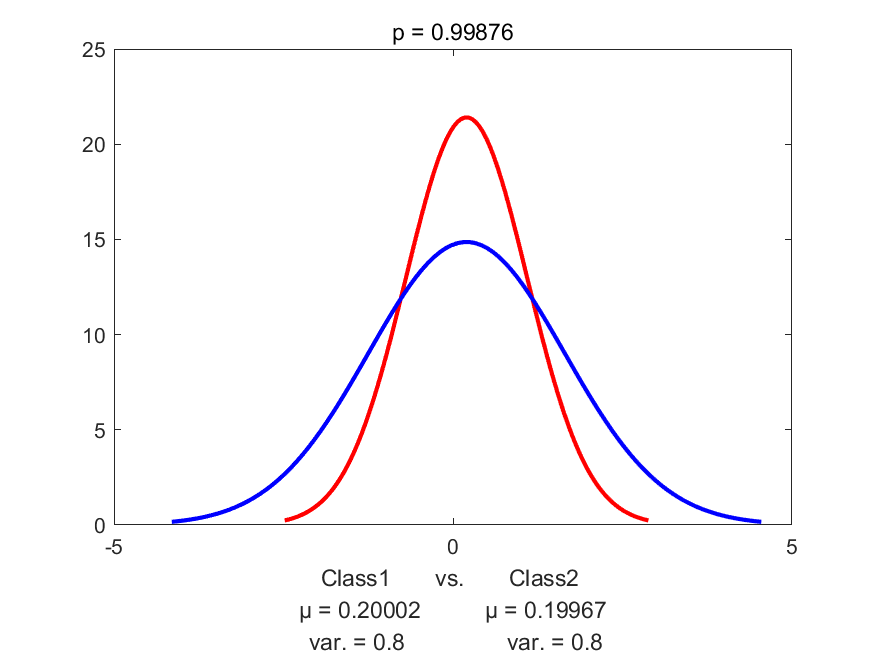 p = 0.99876
25
20
15
10
5
0
-5 0 5
Class1 vs. Class2
μ = 0.20002 μ = 0.19967
var. = 0.8 var. = 0.8